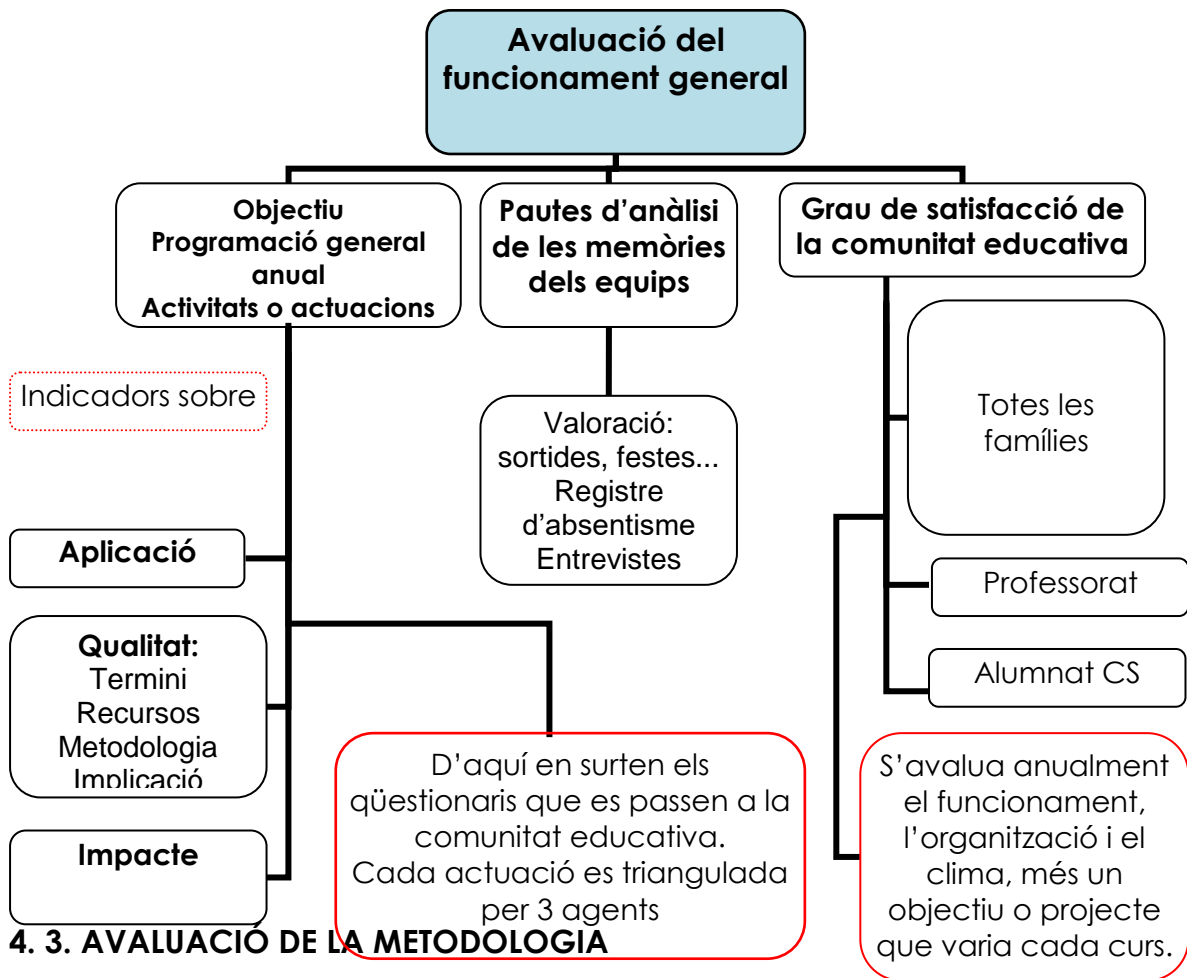 Avaluació del
funcionament general
Objectiu
Programació general
anual
Activitats o actuacions
Pautes d’anàlisi
de les memòries
dels equips
Grau de satisfacció de
la comunitat educativa
Indicadors sobre
Valoració:
sortides, festes...
Registre
d’absentisme
Entrevistes
Totes les
famílies
Aplicació
Professorat
Qualitat:
Termini
Recursos
Metodologia
Implicació
Alumnat CS
D’aquí en surten els
qüestionaris que es passen a la
comunitat educativa.
Cada actuació es triangulada
per 3 agents
S’avalua anualment
el funcionament,
l’organització i el
clima, més un
objectiu o projecte
que varia cada curs.
Impacte
4. 3. AVALUACIÓ DE LA METODOLOGIA